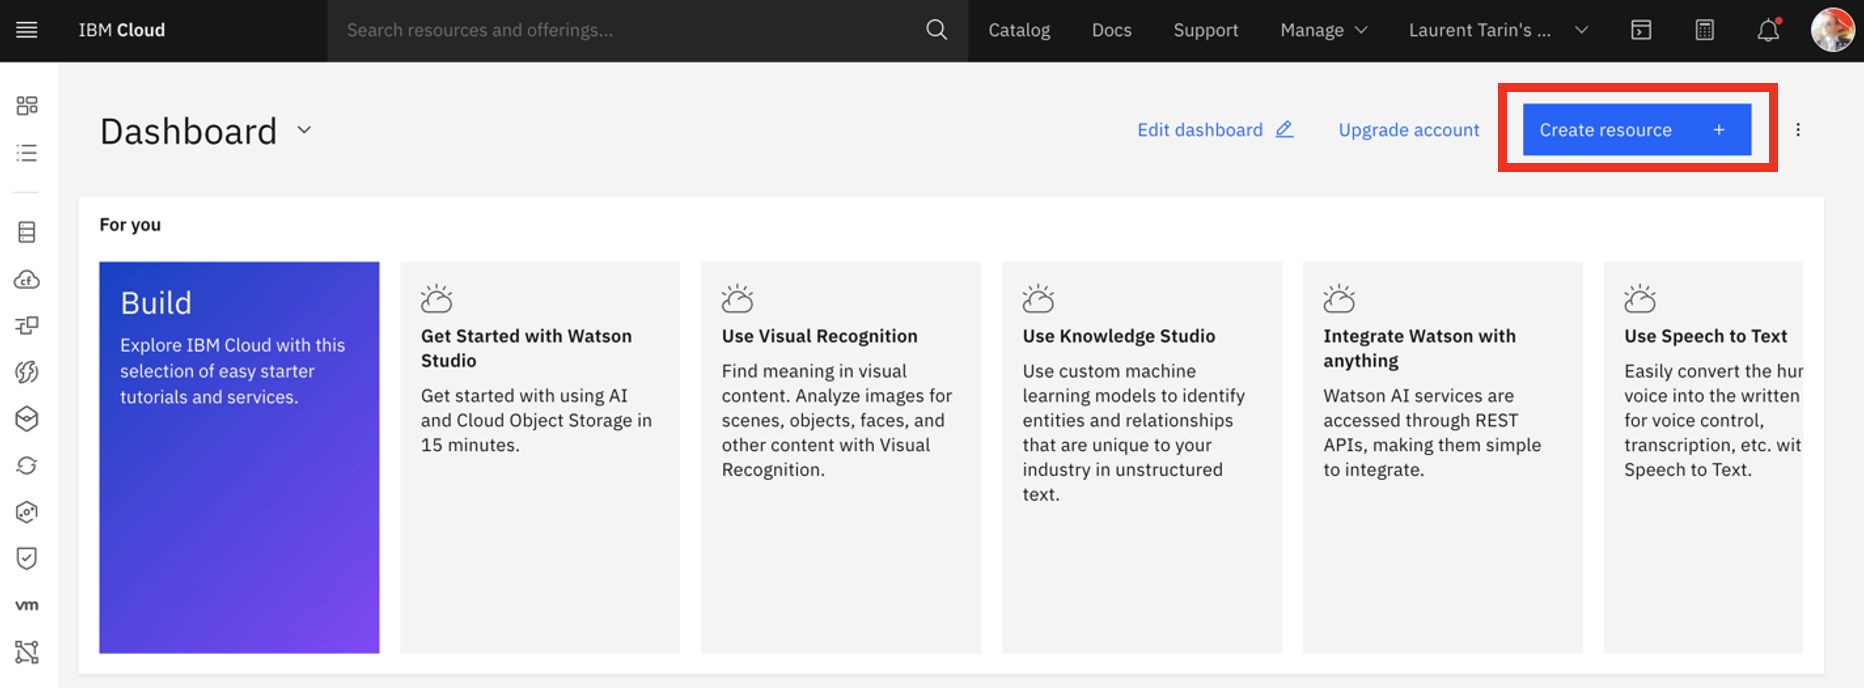 IBM Cloud
Search resources and offerings...
Catalog
Docs
Support
Manage
Laurent Tarin's ...
Dashboard
Edit dashboard
Upgrade account
Create resource +
For you
Build
Explore IBM Cloud with this
selection of easy starter
tutorials and services.
Get Started with Watson
Studio
Get started with using AI
and Cloud Object Storage in
15 minutes.
Use Visual Recognition
Find meaning in visual
content. Analyze images for
scenes, objects, faces, and
other content with Visual
Recognition.
Use Knowledge Studio
Use custom machine
learning models to identify
entities and relationships
that are unique to your
industry in unstructured
text.
Integrate Watson with
anything
Watson AI services are
accessed through REST
APIs, making them simple
to integrate.
Use Speech to Text
Easily convert the hur
voice into the written
for voice control,
transcription, etc. wit
Speech to Text.
cf
vm